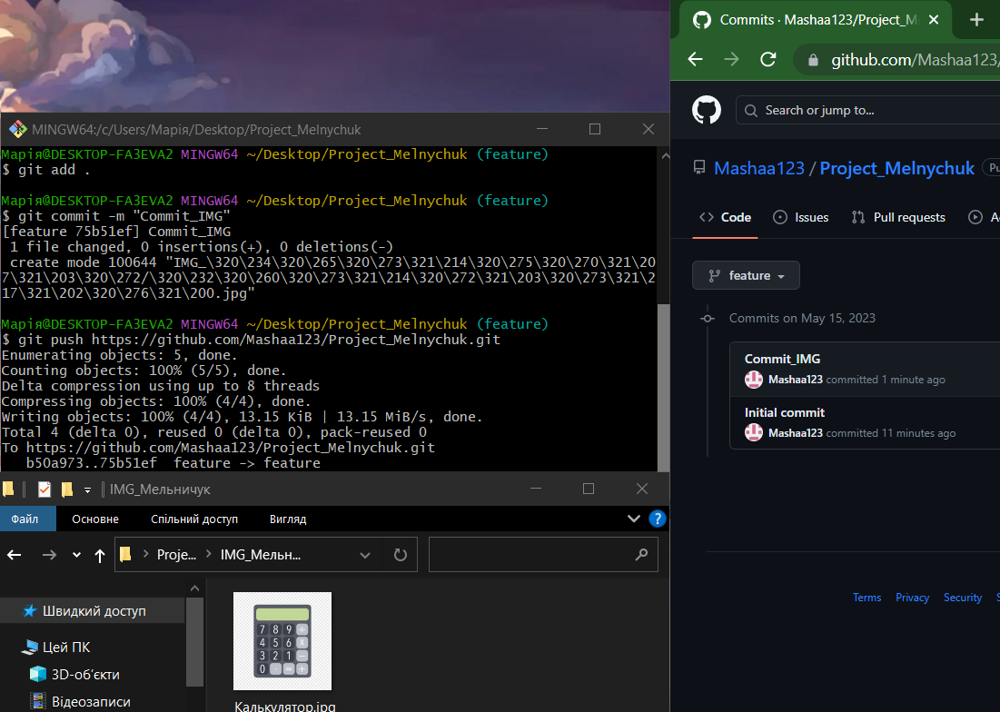 MINGW64:/c/Users/Марія/Desktop/Project_Melnychuk
Марія@DESKTOP-FA3EVA2 MINGW64 ~/Desktop/Project_Melnychuk (feature)
$ git add .
Марія@DESKTOP-FA3EVA2 MINGW64 ~/Desktop/Project_Melnychuk (feature)
$ git commit -m "Commit_IMG"
[feature 75b51ef] Commit_IMG
1 file changed, 0 insertions(+), 0 deletions(-)
create mode 100644 "IMG_\320\234\320\265\320\273\321\214\320\275\320\270\321\20
7\321\203\320\272/\320\232\320\260\320\273\321\214\320\272\321\203\320\273\321\2
17\321\202\320\276\321\200.jpg"
Марія@DESKTOP-FA3EVA2 MINGW64 ~/Desktop/Project_Melnychuk (feature)
$ git push https://github.com/Mashaa123/Project_Melnychuk.git
Enumerating objects: 5, done.
Counting objects: 100% (5/5), done.
Delta compression using up to 8 threads
Compressing objects: 100% (4/4), done.
Writing objects: 100% (4/4), 13.15 KiB | 13.15 MiB/s, done.
Total 4 (delta 0), reused 0 (delta 0), pack-reused 0
To https://github.com/Mashaa123/Project_Melnychuk.git
b50a973..75b51ef  feature -> feature
IMG_Мельничук
Файл Основне Спільний доступ Вигляд
Proje... IMG_Мельн...
Швидкий доступ
Цей ПК
3D-об'єкти
Відеозаписи
7 8 9 +
4 5 6 x
3 2 1 −
0 · = +
Калькулятор.jpg
Commits · Mashaa123/Project_M
github.com/Mashaa123/
Search or jump to...
Mashaa123 / Project_Melnychuk Pu
Code Issues Pull requests A
feature
Commits on May 15, 2023
Commit_IMG
Mashaa123 committed 1 minute ago
Initial commit
Mashaa123 committed 11 minutes ago
Terms Privacy Security